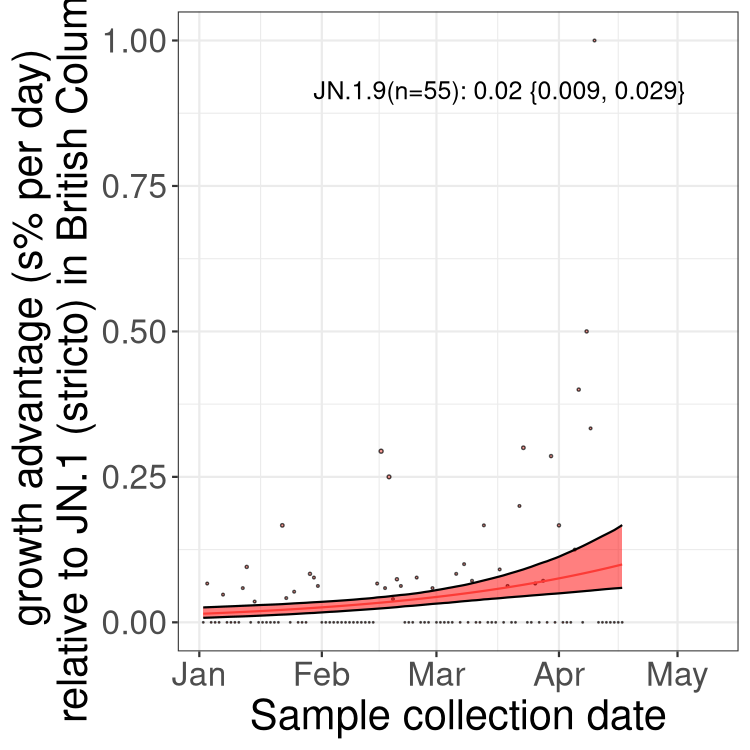 growth advantage (s% per day)
relative to JN.1 (stricto) in British Colum
1.00
0.75
0.50
0.25
0.00
JN.1.9(n=55): 0.02 {0.009, 0.029}
Jan Feb Mar Apr May
Sample collection date